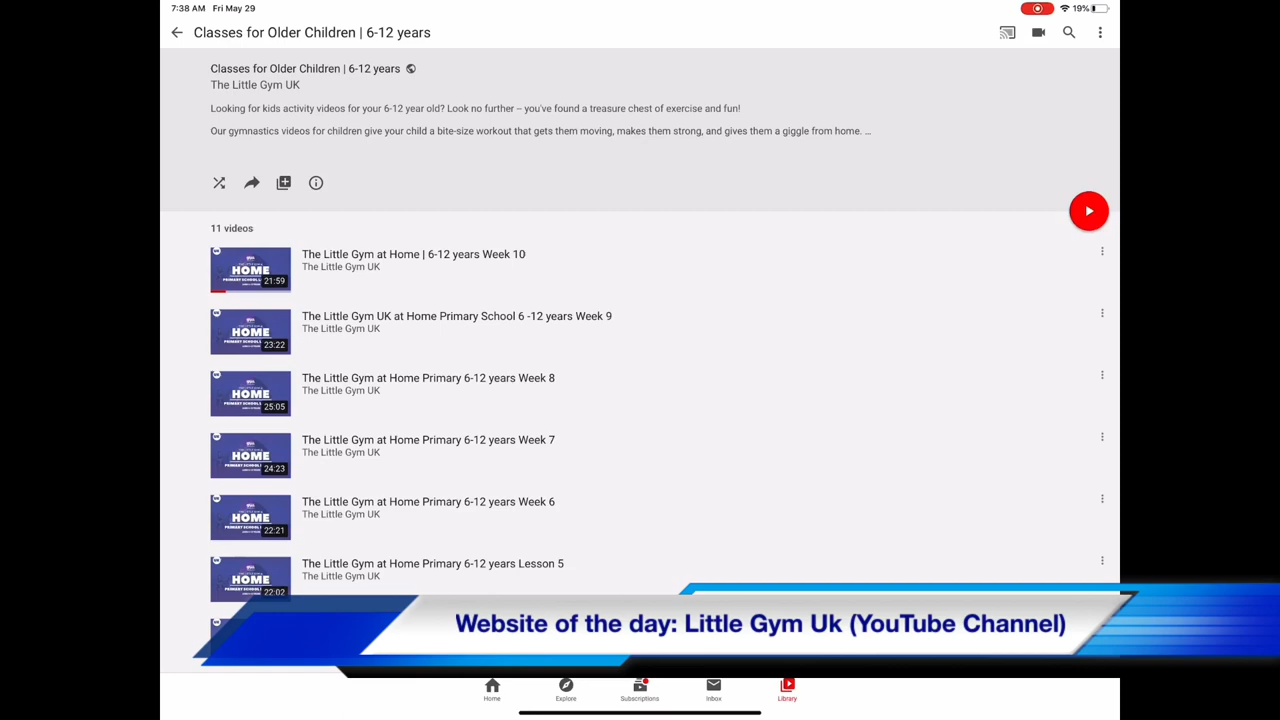 7:38 AM Fri May 29
19%
Classes for Older Children | 6-12 years
Classes for Older Children | 6-12 years
The Little Gym UK
Looking for kids activity videos for your 6-12 year old? Look no further – you've found a treasure chest of exercise and fun!
Our gymnastics videos for children give your child a bite-size workout that gets them moving, makes them strong, and gives them a giggle from home. ...
11 videos
HOME
21:59
The Little Gym at Home | 6-12 years Week 10
The Little Gym UK
HOME
PRIMARY SCHOOL
23:22
The Little Gym UK at Home Primary School 6 -12 years Week 9
The Little Gym UK
HOME
PRIMARY SCHOOL
25:05
The Little Gym at Home Primary 6-12 years Week 8
The Little Gym UK
HOME
PRIMARY SCHOOL
24:23
The Little Gym at Home Primary 6-12 years Week 7
The Little Gym UK
HOME
PRIMARY SCHOOL
22:21
The Little Gym at Home Primary 6-12 years Week 6
The Little Gym UK
HOME
PRIMARY SCHOOL
22:02
The Little Gym at Home Primary 6-12 years Lesson 5
The Little Gym UK
Website of the day: Little Gym Uk (YouTube Channel)
Home
Explore
Subscriptions
Inbox
Library